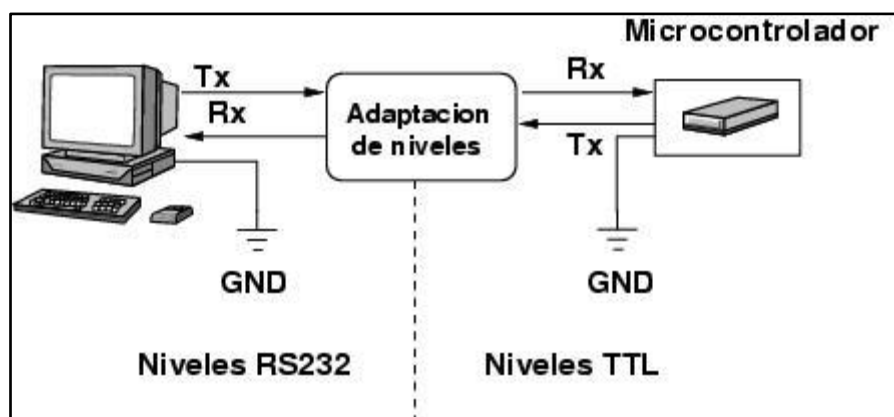 Microcontrolador
Tx
Rx
Adaptacion
de niveles
Rx
Tx
GND
GND
Niveles RS232
Niveles TTL